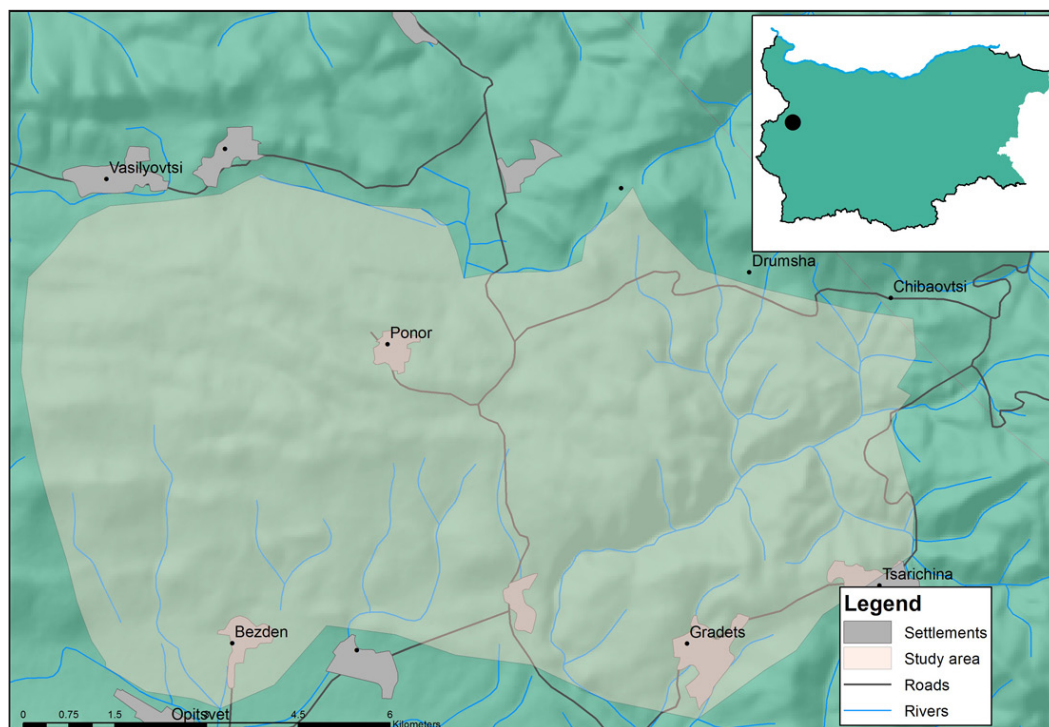 Vasilyovtsi
Drumsha
Chibaovtsi
Ponor
Tsarichina
Bezden
Gradets
Opitsvet
0 0.75 1.5 4.5 6
Kilometers
Legend
Settlements
Study area
Roads
Rivers